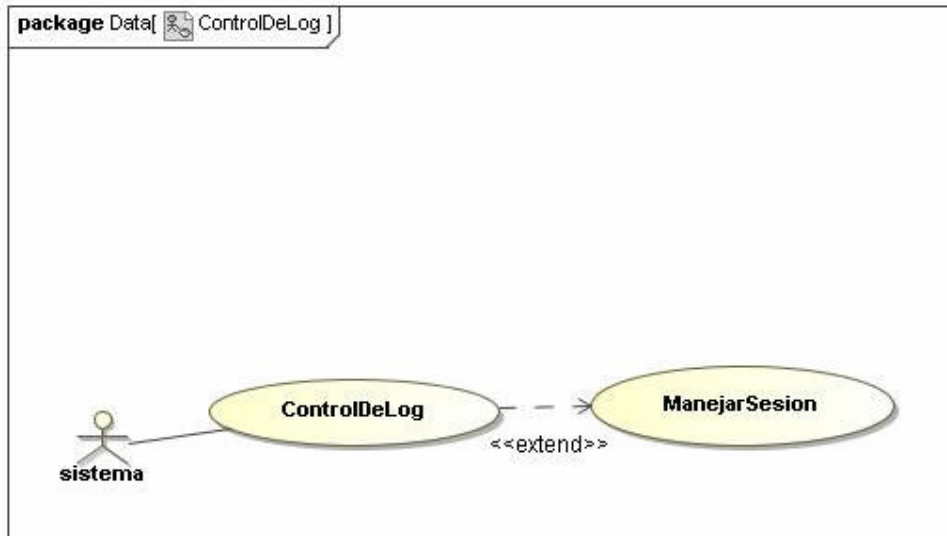 package Data[ ControlDeLog ]
ControlDeLog
ManejarSesion
<<extend>>
sistema